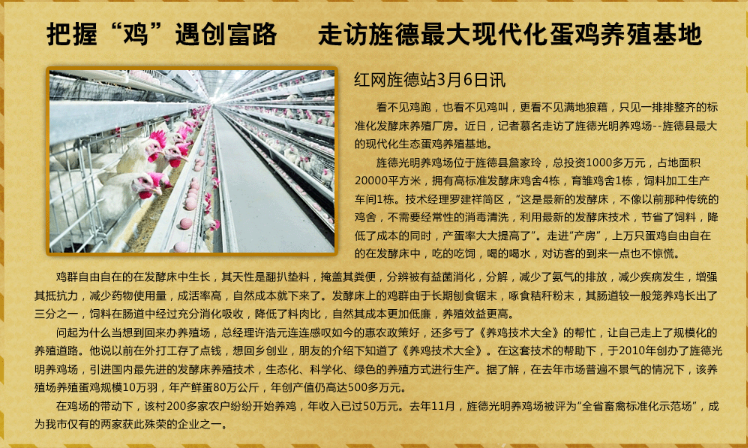 把握“鸡”遇创富路 走访旌德最大现代化蛋鸡养殖基地
红网旌德站3月6日讯
看不见鸡跑，也看不见鸡叫，更看不见满地狼藉，只见一排排整齐的标
准化发酵床养殖厂房。近日，记者慕名走访了旌德光明养鸡场--旌德县最大
的现代化生态蛋鸡养殖基地。
旌德光明养鸡场位于旌德县詹家玲，总投资1000多万元，占地面积
20000平方米，拥有高标准发酵床鸡舍4栋，育雏鸡舍1栋，饲料加工生产
车间1栋。技术经理罗建祥简区，“这是最新的发酵床，不像以前那种传统的
鸡舍，不需要经常性的消毒清洗，利用最新的发酵床技术，节省了饲料，降
低了成本的同时，产蛋率大大提高了”。走进“产房”，上万只蛋鸡自由自在
的在发酵床中，吃的吃饲，喝的喝水，对访客的到来一点也不惊慌。
鸡群自由自在的在发酵床中生长，其天性是翻扒垫料，掩盖其粪便，分辨被有益菌消化，分解，减少了氨气的排放，减少疾病发生，增强
其抵抗力，减少药物使用量，成活率高，自然成本就下来了。发酵床上的鸡群由于长期刨食锯末，啄食秸秆粉末，其肠道较一般笼养鸡长出了
三分之一，饲料在肠道中经过充分消化吸收，降低了料肉比，自然其成本更加低廉，养殖效益更高。
问起为什么当想到回来办养殖场，总经理许浩元连连感叹如今的惠农政策好，还多亏了《养鸡技术大全》的帮忙，让自己走上了规模化的
养殖道路。他说以前在外打工存了点钱，想回乡创业，朋友的介绍下知道了《养鸡技术大全》。在这套技术的帮助下，于2010年创办了旌德光
明养鸡场，引进国内最先进的发酵床养殖技术，生态化、科学化、绿色的养殖方式进行生产。据了解，在去年市场普遍不景气的情况下，该养
殖场养殖蛋鸡规模10万羽，年产鲜蛋80万公斤，年创产值仍高达500多万元。
在鸡场的带动下，该村200多家农户纷纷开始养鸡，年收入已过50万元。去年11月，旌德光明养鸡场被评为“全省畜禽标准化示范场”，成
为我市仅有的两家获此殊荣的企业之一。